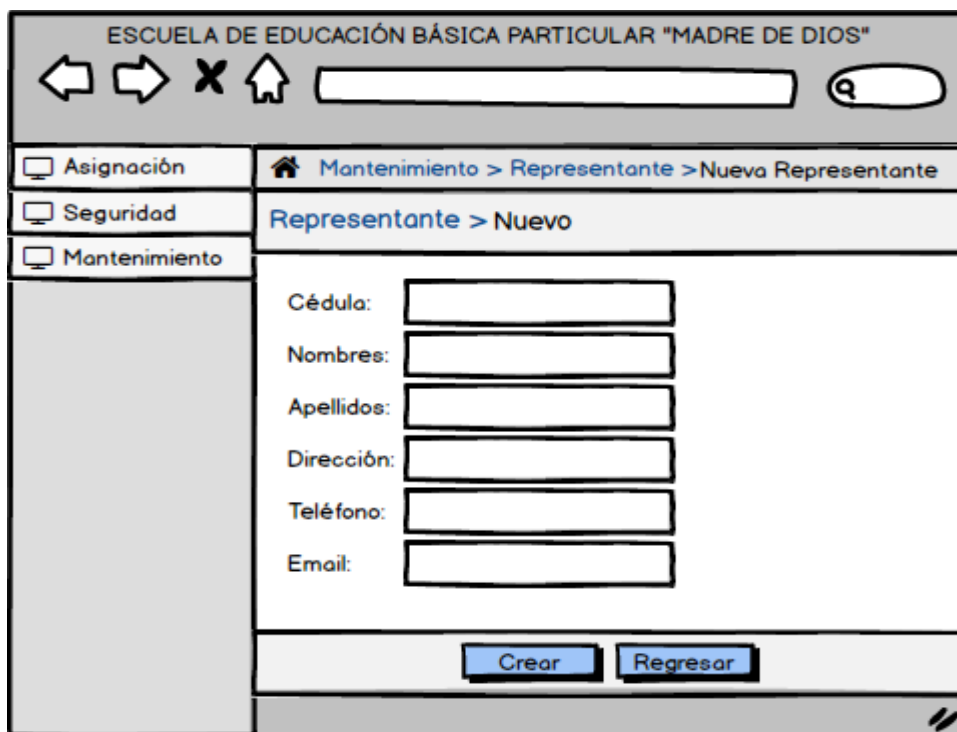 ESCUELA DE EDUCACIÓN BÁSICA PARTICULAR "MADRE DE DIOS"
Asignación
Seguridad
Mantenimiento
Mantenimiento > Representante >Nueva Representante
Representante > Nuevo
Cédula:
Nombres:
Apellidos:
Dirección:
Teléfono:
Email:
Crear
Regresar